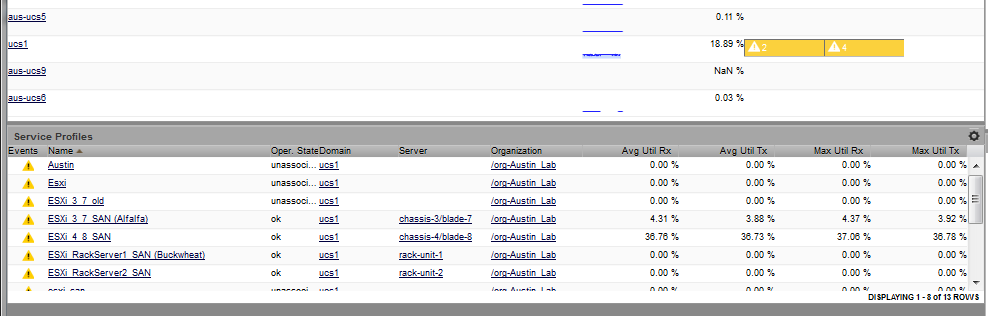 aus-ucs5 0.11 %
ucs1 18.89 % 2 4
aus-ucs9 NaN %
aus-ucs6 0.03 %
Service Profiles
Events Name Oper. State Domain Server Organization Avg Util Rx Avg Util Tx Max Util Rx Max Util Tx
Austin unassoci... ucs1 /org-Austin_Lab 0.00 % 0.00 % 0.00 % 0.00 %
Esxi unassoci... ucs1 /org-Austin_Lab 0.00 % 0.00 % 0.00 % 0.00 %
ESXi_3_7_old unassoci... ucs1 /org-Austin_Lab 0.00 % 0.00 % 0.00 % 0.00 %
ESXi_3_7_SAN (Alfalfa) ok ucs1 chassis-3/blade-7 /org-Austin_Lab 4.31 % 3.88 % 4.37 % 3.92 %
ESXi_4_8_SAN ok ucs1 chassis-4/blade-8 /org-Austin_Lab 36.76 % 36.73 % 37.06 % 36.78 %
ESXi_RackServer1_SAN (Buckwheat) ok ucs1 rack-unit-1 /org-Austin_Lab 0.00 % 0.00 % 0.00 % 0.00 %
ESXi_RackServer2_SAN ok ucs1 rack-unit-2 /org-Austin_Lab 0.00 % 0.00 % 0.00 % 0.00 %
esxi_san unassoci... ucs1 /org-Austin_Lab 0.00 % 0.00 % 0.00 % 0.00 %
DISPLAYING 1 - 8 of 13 ROWS